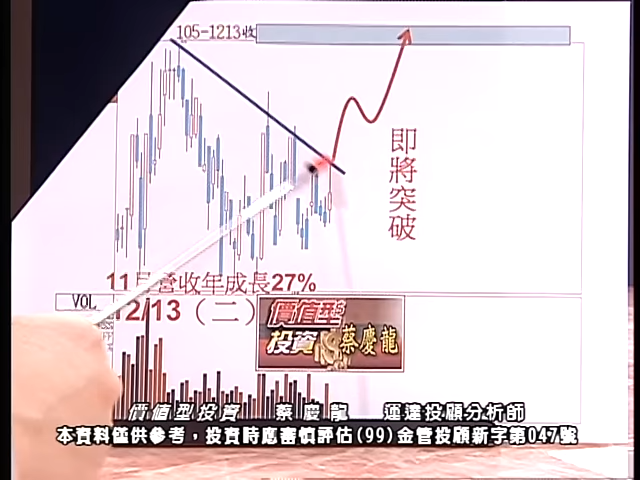 105-1213收
即將突破
11月營收年成長27%
VOL
12/13 (二)
價值型
投資
蔡慶龍
價值型投資 蔡慶龍 運達投顧分析師
本資料僅供參考，投資時應審慎評估(99)金管投顧新字第047號